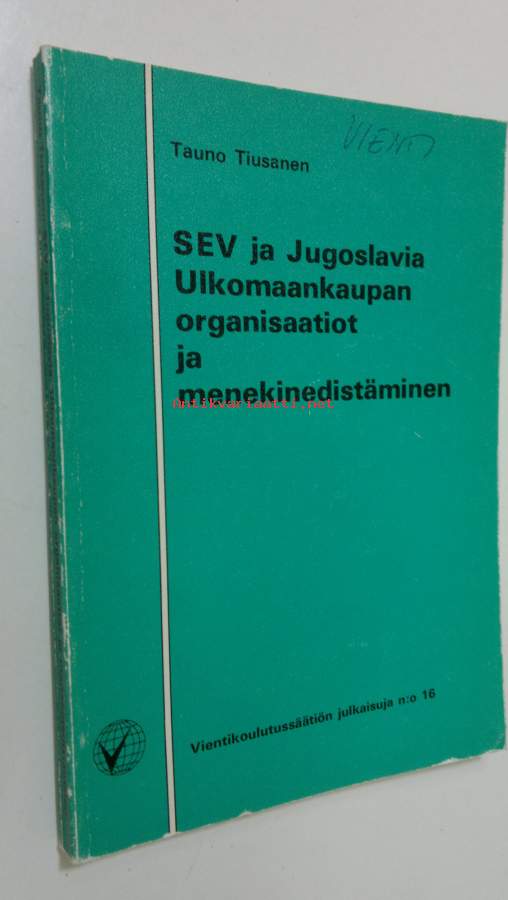 VIENTI
Tauno Tiusanen
SEV ja Jugoslavia
Ulkomaankaupan
organisaatiot
ja
menekinedistäminen
Antikvariaatti.net
Vientikoulutussäätiön julkaisuja n:o 16